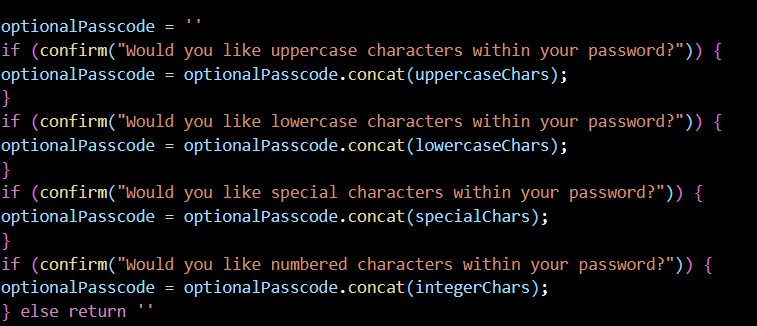 optionalPasscode = ''
if (confirm("Would you like uppercase characters within your password?")) {
optionalPasscode = optionalPasscode.concat(uppercaseChars);
}
if (confirm("Would you like lowercase characters within your password?")) {
optionalPasscode = optionalPasscode.concat(lowercaseChars);
}
if (confirm("Would you like special characters within your password?")) {
optionalPasscode = optionalPasscode.concat(specialChars);
}
if (confirm("Would you like numbered characters within your password?")) {
optionalPasscode = optionalPasscode.concat(integerChars);
} else return ''